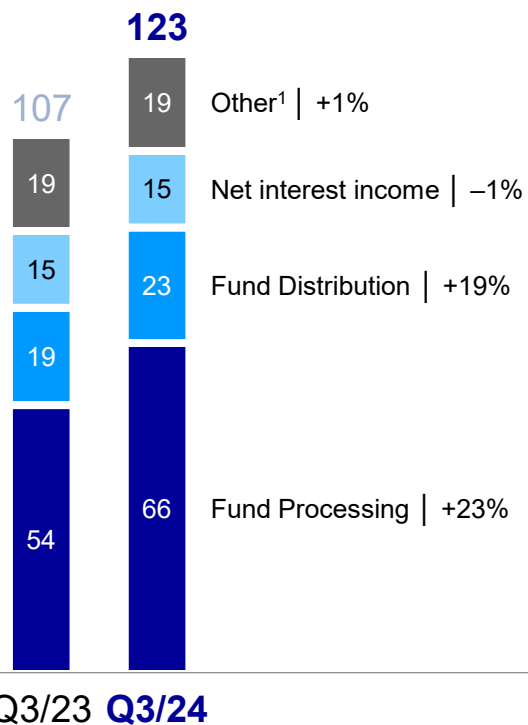 123
107
19 Other¹ | +1%
19
15 Net interest income | –1%
15
23 Fund Distribution | +19%
19
66 Fund Processing | +23%
54
Q3/23 Q3/24